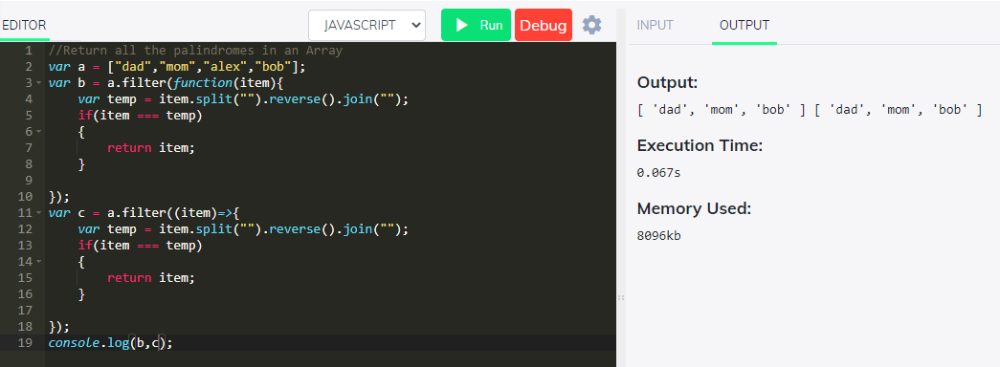 EDITOR
JAVASCRIPT
Run
Debug
1 //Return all the palindromes in an Array
2 var a = ["dad","mom","alex","bob"];
3 var b = a.filter(function(item){
4     var temp = item.split("").reverse().join("");
5     if(item === temp)
6     {
7         return item;
8     }
9
10 });
11 var c = a.filter((item)=>{
12     var temp = item.split("").reverse().join("");
13     if(item === temp)
14     {
15         return item;
16     }
17
18 });
19 console.log(b,c);
INPUT
OUTPUT
Output:
[ 'dad', 'mom', 'bob' ] [ 'dad', 'mom', 'bob' ]
Execution Time:
0.067s
Memory Used:
8096kb